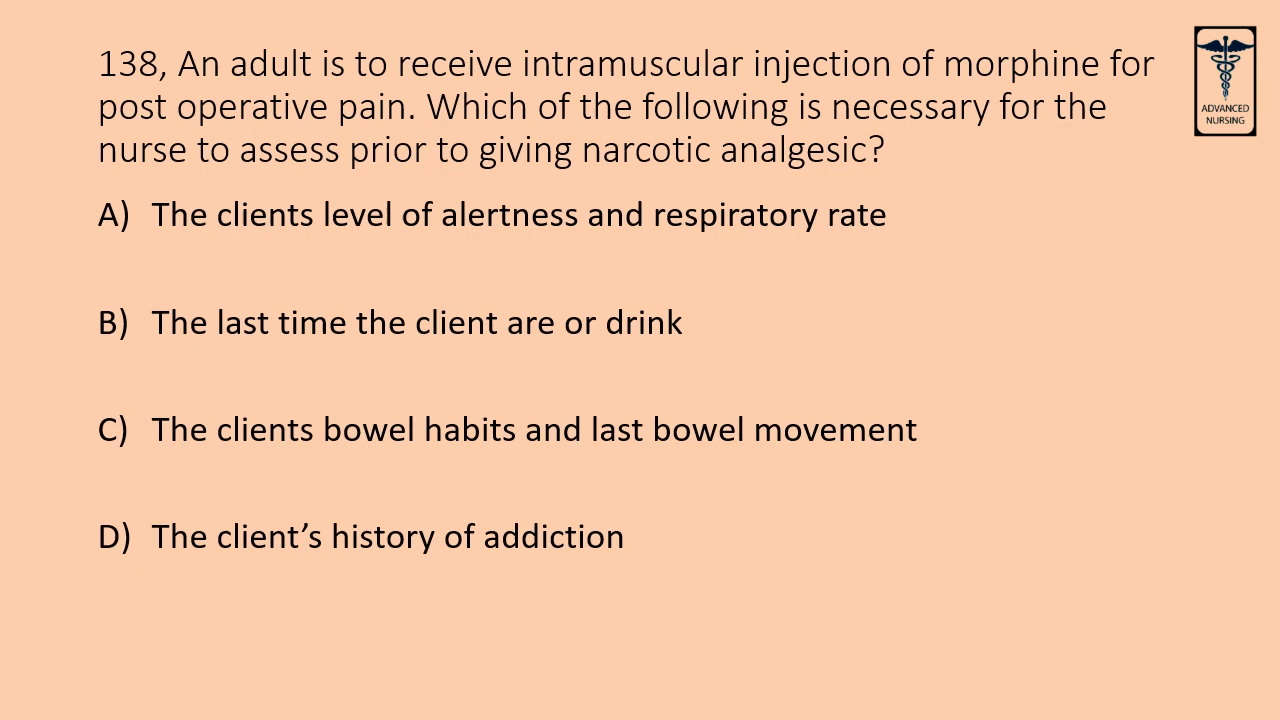 138, An adult is to receive intramuscular injection of morphine for
post operative pain. Which of the following is necessary for the
nurse to assess prior to giving narcotic analgesic?
ADVANCED
NURSING
A) The clients level of alertness and respiratory rate
B) The last time the client are or drink
C) The clients bowel habits and last bowel movement
D) The client’s history of addiction